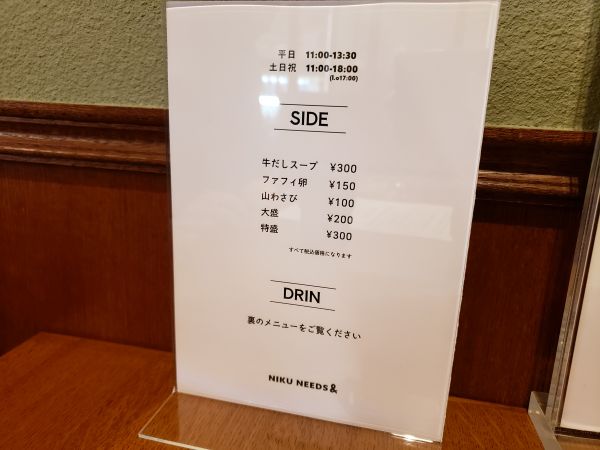 平日 11:00-13:30
土日祝 11:00-18:00
(l.o17:00)
SIDE
牛だしスープ ¥300
ファフィ卵 ¥150
山わさび ¥100
大盛 ¥200
特盛 ¥300
すべて税込価格になります
DRIN
裏のメニューをご覧ください
NIKU NEEDS&